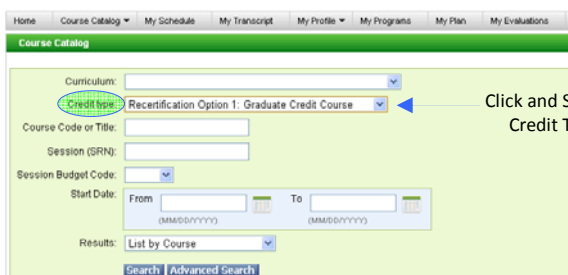 Home Course Catalog My Schedule My Transcript My Profile My Programs My Plan My Evaluations
Course Catalog
Curriculum:
Credit type: Recertification Option 1: Graduate Credit Course
Click and S
Course Code or Title:
Credit T
Session (SRN):
Session Budget Code:
Start Date: From To
(MM/DD/YYYY) (MM/DD/YYYY)
Results: List by Course
Search Advanced Search